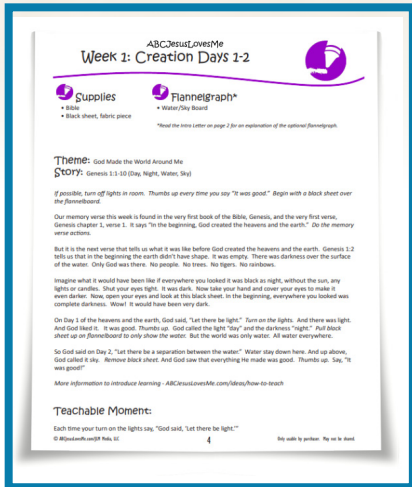 ABCJesusLovesMe
Week 1: Creation Days 1-2
Supplies
• Bible
• Black sheet, fabric piece
Flannelgraph*
• Water/Sky Board
*Read the Intro Letter on page 2 for an explanation of the optional flannelgraph.
Theme: God Made the World Around Me
Story: Genesis 1:1-10 (Day, Night, Water, Sky)
If possible, turn off lights in room. Thumbs up every time you say "It was good." Begin with a black sheet over
the flannelboard.
Our memory verse this week is found in the very first book of the Bible, Genesis, and the very first verse,
Genesis chapter 1, verse 1. It says "In the beginning, God created the heavens and the earth." Do the memory
verse actions.
But it is the next verse that tells us what it was like before God created the heavens and the earth. Genesis 1:2
tells us that in the beginning the earth didn't have shape. It was empty. There was darkness over the surface
of the water. Only God was there. No people. No trees. No tigers. No rainbows.
Imagine what it would have been like if everywhere you looked it was black as night, without the sun, any
lights or candles. Shut your eyes tight. It was dark. Now take your hand and cover your eyes to make it
even darker. Now, open your eyes and look at this black sheet. In the beginning, everywhere you looked was
complete darkness. Wow! It would have been very dark.
On Day 1 of the heavens and the earth, God said, "Let there be light." Turn on the lights. And there was light.
And God liked it. It was good. Thumbs up. God called the light "day" and the darkness "night." Pull black
sheet up on flannelboard to only show the water. But the world was only water. All water everywhere.
So God said on Day 2, "Let there be a separation between the water." Water stay down here. And up above,
God called it sky. Remove black sheet. And God saw that everything He made was good. Thumbs up. Say, "It
was good!"
More information to introduce learning - ABCJesusLovesMe.com/ideas/how-to-teach
Teachable Moment:
Each time your turn on the lights say, "God said, 'Let there be light.'"
© ABCJesusLovesMe.com/EM Media, LLC
4
Only usable by purchaser. May not be shared.